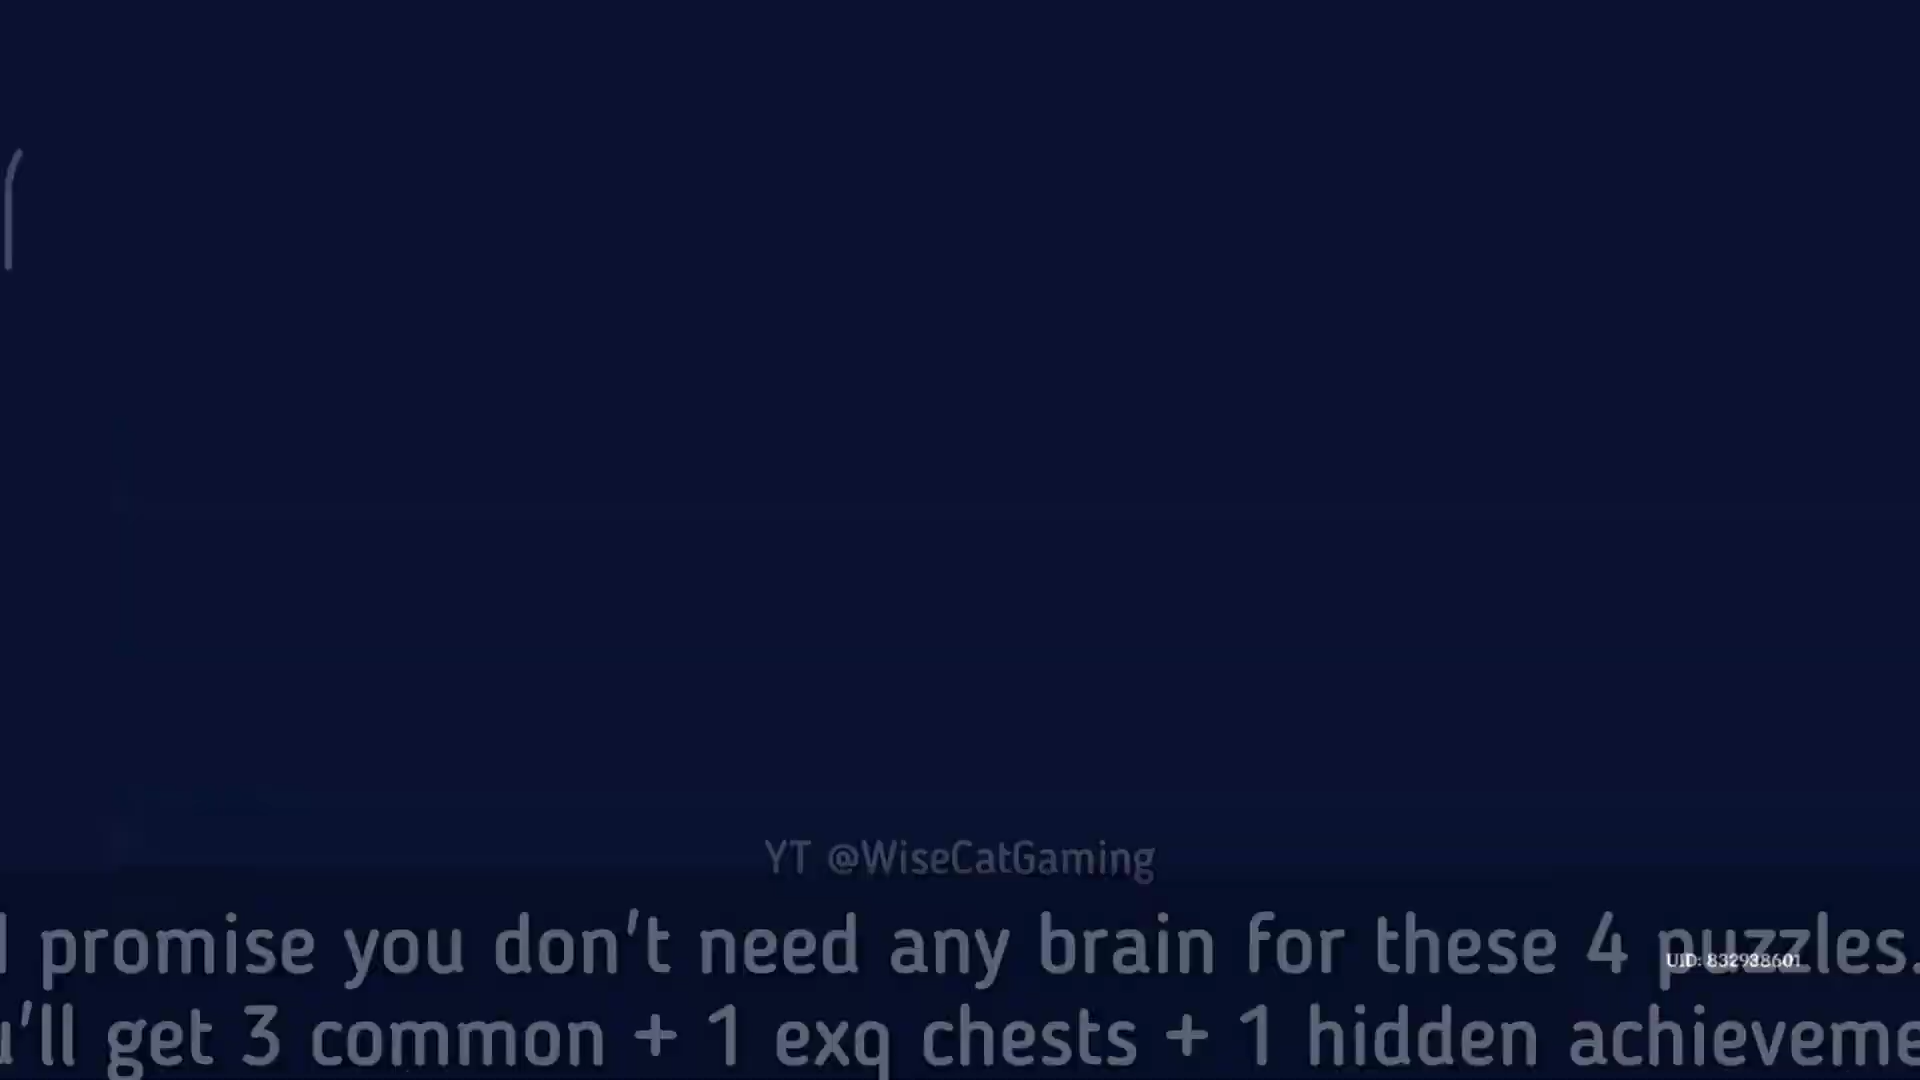 YT @WiseCatGaming
I promise you don't need any brain for these 4 puzzles.
UID: 832938601
u'll get 3 common + 1 exq chests + 1 hidden achieveme